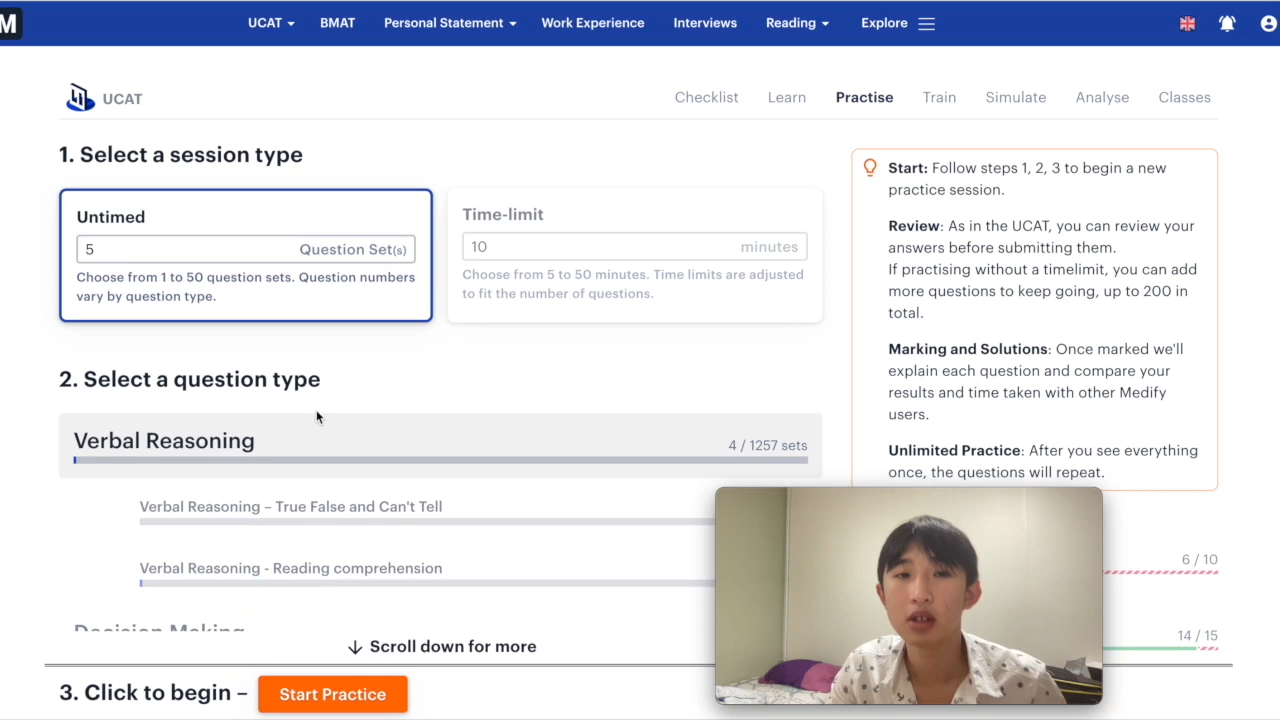 M
UCAT BMAT Personal Statement Work Experience Interviews Reading Explore
UCAT
Checklist Learn Practise Train Simulate Analyse Classes
1. Select a session type
Untimed
5 Question Set(s)
Choose from 1 to 50 question sets. Question numbers
vary by question type.
Time-limit
10 minutes
Choose from 5 to 50 minutes. Time limits are adjusted
to fit the number of questions.
Start: Follow steps 1, 2, 3 to begin a new
practice session.
Review: As in the UCAT, you can review your
answers before submitting them.
If practising without a timelimit, you can add
more questions to keep going, up to 200 in
total.
Marking and Solutions: Once marked we'll
explain each question and compare your
results and time taken with other Medify
users.
Unlimited Practice: After you see everything
once, the questions will repeat.
2. Select a question type
Verbal Reasoning 4 / 1257 sets
Verbal Reasoning – True False and Can't Tell
Verbal Reasoning - Reading comprehension
Decision Making
6 / 10
14 / 15
↓ Scroll down for more
3. Click to begin – Start Practice